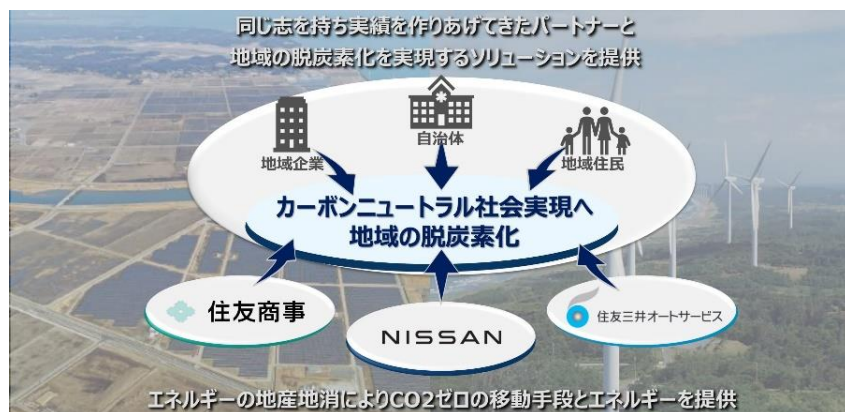 同じ志を持ち実績を作りあげてきたパートナーと
地域の脱炭素化を実現するソリューションを提供
自治体
地域企業
地域住民
カーボンニュートラル社会実現へ
地域の脱炭素化
住友商事
NISSAN
住友三井オートサービス
エネルギーの地産地消によりCO2ゼロの移動手段とエネルギーを提供